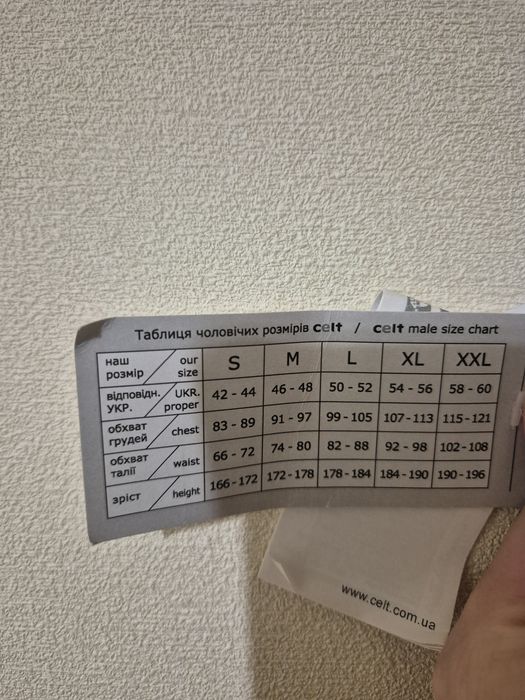 Таблиця чоловічих розмірів celt / celt male size chart
наш розмір / our size S M L XL XXL
відповідн. УКР. / UKR. proper 42 - 44 46 - 48 50 - 52 54 - 56 58 - 60
обхват грудей / chest 83 - 89 91 - 97 99 - 105 107 - 113 115 - 121
обхват талії / waist 66 - 72 74 - 80 82 - 88 92 - 98 102 - 108
зріст / height 166 - 172 172 - 178 178 - 184 184 - 190 190 - 196
www.celt.com.ua